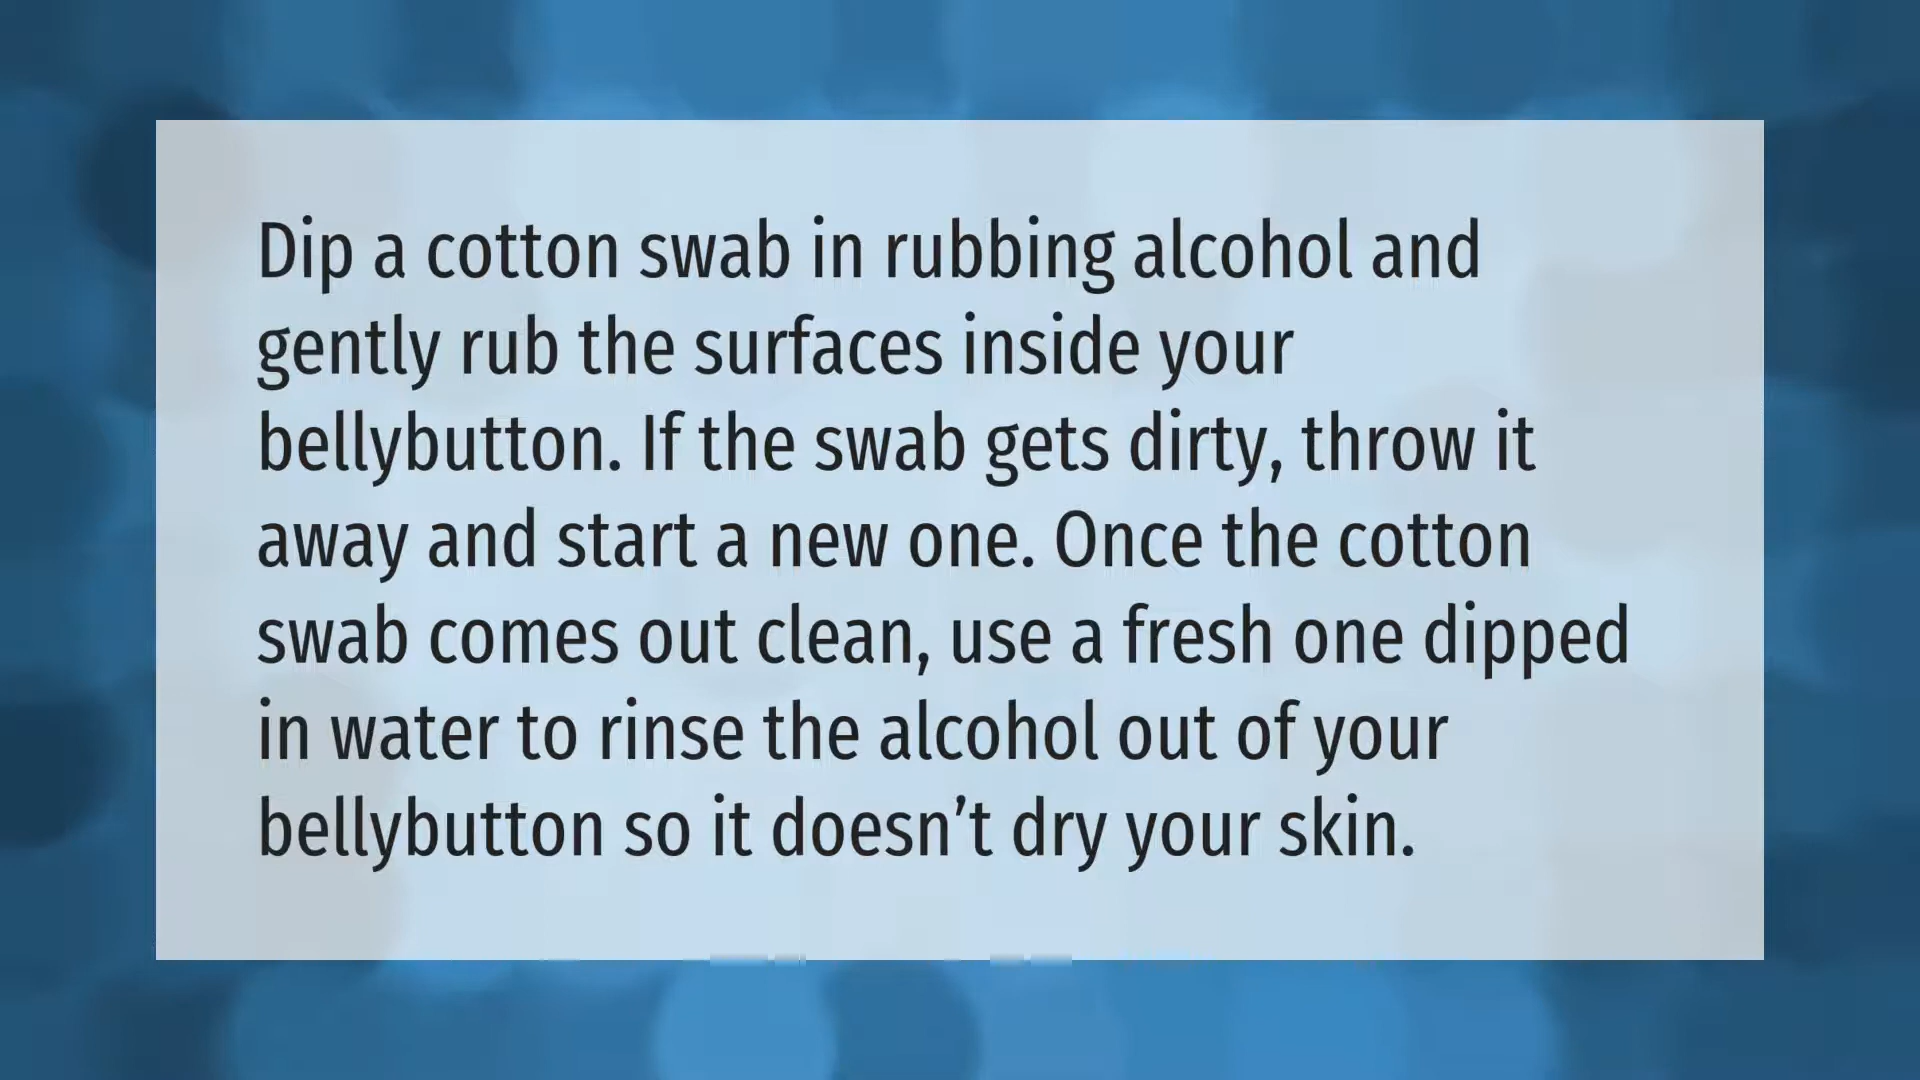 Dip a cotton swab in rubbing alcohol and
gently rub the surfaces inside your
bellybutton. If the swab gets dirty, throw it
away and start a new one. Once the cotton
swab comes out clean, use a fresh one dipped
in water to rinse the alcohol out of your
bellybutton so it doesn’t dry your skin.